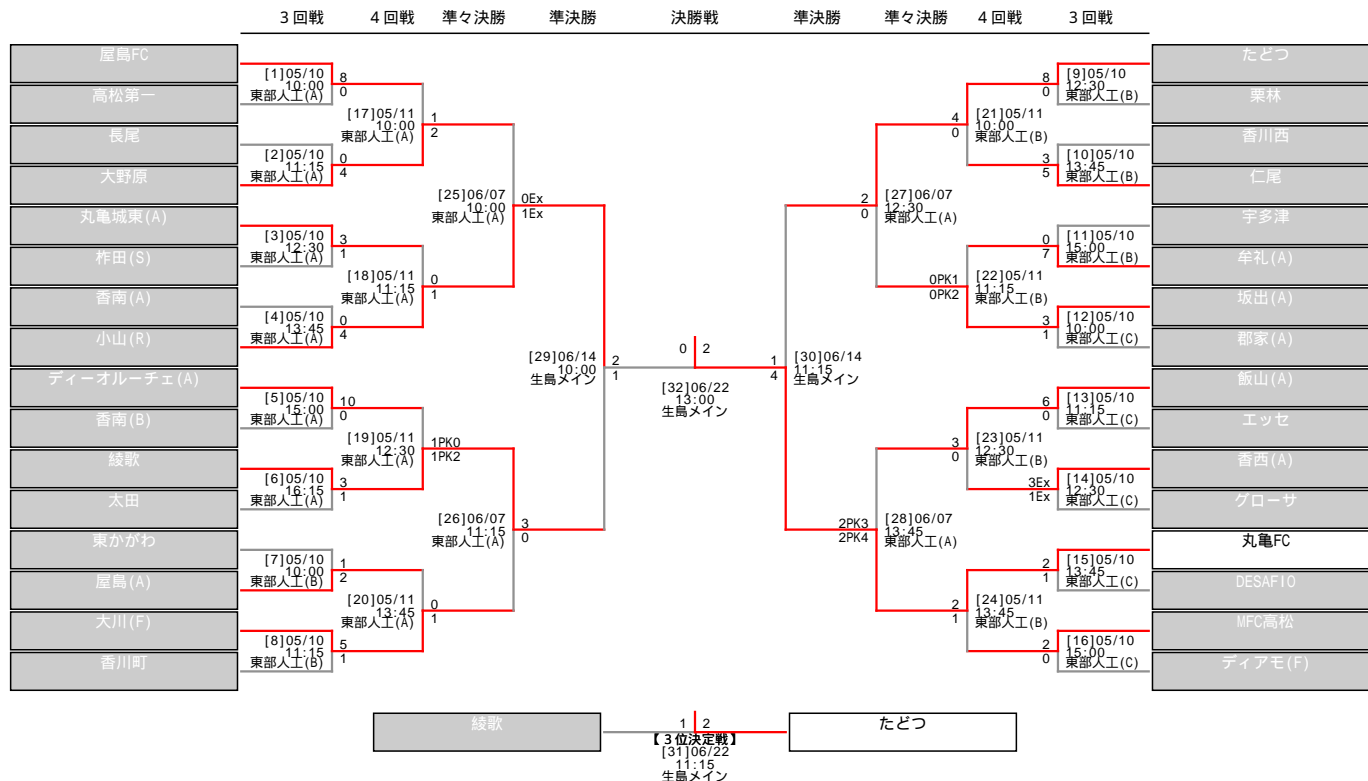 3回戦 4回戦 準々決勝 準決勝 決勝戦 準決勝 準々決勝 4回戦 3回戦
屋島FC
高松第一
[1]05/10
10:00
東部人工(A)
8
0
長尾
大野原
[2]05/10
11:15
東部人工(A)
0
4
[17]05/11
10:00
東部人工(A)
1
2
丸亀城東(A)
柞田(S)
[3]05/10
12:30
東部人工(A)
3
1
香南(A)
小山(R)
[4]05/10
13:45
東部人工(A)
0
4
[18]05/11
11:15
東部人工(A)
0
1
[25]06/07
10:00
東部人工(A)
0Ex
1Ex
ディーオルーチェ(A)
香南(B)
[5]05/10
15:00
東部人工(A)
10
0
綾歌
太田
[6]05/10
16:15
東部人工(A)
3
1
[19]05/11
12:30
東部人工(A)
1PK0
1PK2
東かがわ
屋島(A)
[7]05/10
10:00
東部人工(B)
1
2
大川(F)
香川町
[8]05/10
11:15
東部人工(B)
5
1
[20]05/11
13:45
東部人工(A)
0
1
[26]06/07
11:15
東部人工(A)
3
0
[29]06/14
10:00
生島メイン
2
1
0 2
[32]06/22
13:00
生島メイン
たどつ
栗林
[9]05/10
12:30
東部人工(B)
8
0
香川西
仁尾
[10]05/10
13:45
東部人工(B)
3
5
[21]05/11
10:00
東部人工(B)
4
0
宇多津
牟礼(A)
[11]05/10
15:00
東部人工(B)
0
7
坂出(A)
郡家(A)
[12]05/10
10:00
東部人工(C)
3
1
[22]05/11
11:15
東部人工(B)
0PK1
0PK2
[27]06/07
12:30
東部人工(A)
2
0
飯山(A)
エッセ
[13]05/10
11:15
東部人工(C)
6
0
香西(A)
グローサ
[14]05/10
12:30
東部人工(C)
3Ex
1Ex
[23]05/11
12:30
東部人工(B)
3
0
丸亀FC
DESAFIO
[15]05/10
13:45
東部人工(C)
2
1
MFC高松
ディアモ(F)
[16]05/10
15:00
東部人工(C)
2
0
[24]05/11
13:45
東部人工(B)
2
1
[28]06/07
13:45
東部人工(A)
2PK3
2PK4
[30]06/14
11:15
生島メイン
1
4
綾歌 1 2 たどつ
【3位決定戦】
[31]06/22
11:15
生島メイン